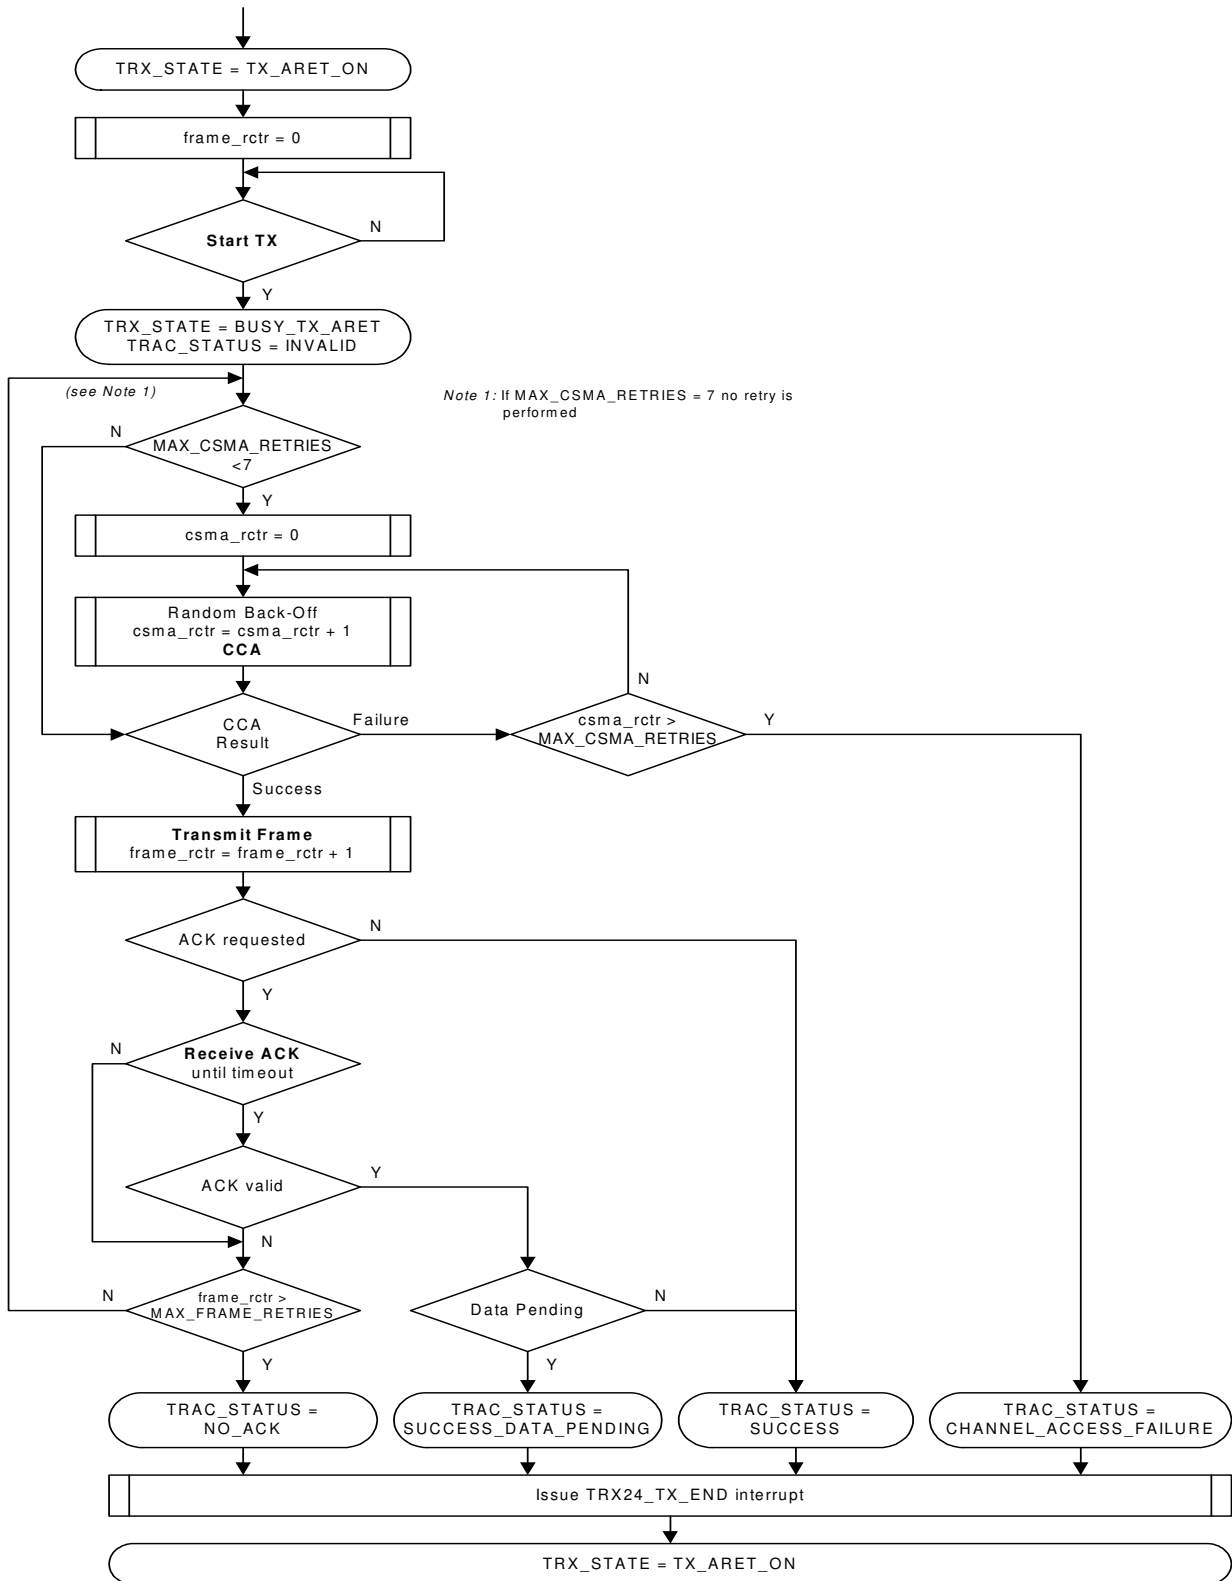 TRX_STATE = TX_ARET_ON
frame_rctr = 0
N
Start TX
Y
TRX_STATE = BUSY_TX_ARET
TRAC_STATUS = INVALID
(see Note 1)
Note 1: If MAX_CSMA_RETRIES = 7 no retry is
performed
N
MAX_CSMA_RETRIES
<7
Y
csma_rctr = 0
Random Back-Off
csma_rctr = csma_rctr + 1
CCA
N
CCA
Result
Failure
csma_rctr >
MAX_CSMA_RETRIES
Y
Success
Transmit Frame
frame_rctr = frame_rctr + 1
N
ACK requested
Y
N
Receive ACK
until timeout
Y
ACK valid
Y
N
N
frame_rctr >
MAX_FRAME_RETRIES
Data Pending
N
Y
Y
TRAC_STATUS =
NO_ACK
TRAC_STATUS =
SUCCESS_DATA_PENDING
TRAC_STATUS =
SUCCESS
TRAC_STATUS =
CHANNEL_ACCESS_FAILURE
Issue TRX24_TX_END interrupt
TRX_STATE = TX_ARET_ON